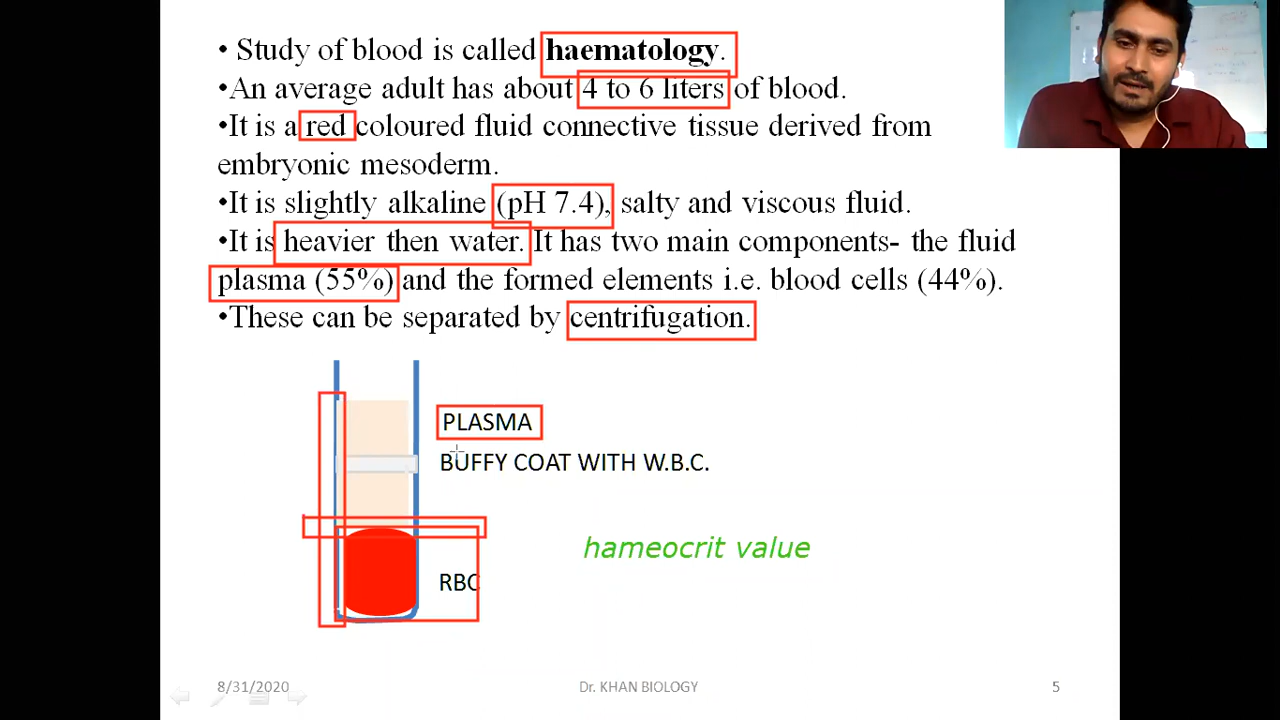 • Study of blood is called haematology.
•An average adult has about 4 to 6 liters of blood.
•It is a red coloured fluid connective tissue derived from
embryonic mesoderm.
•It is slightly alkaline (pH 7.4), salty and viscous fluid.
•It is heavier then water. It has two main components- the fluid
plasma (55%) and the formed elements i.e. blood cells (44%).
•These can be separated by centrifugation.
PLASMA
BUFFY COAT WITH W.B.C.
hameocrit value
RBC
8/31/2020
Dr. KHAN BIOLOGY
5